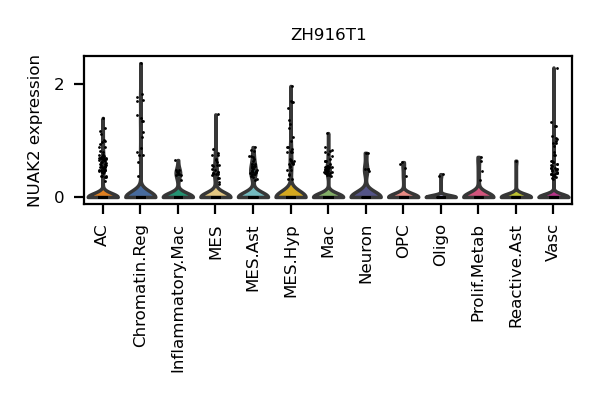 ZH916T1
NUAK2 expression
2
0
AC
Chromatin.Reg
Inflammatory.Mac
MES
MES.Ast
MES.Hyp
Mac
Neuron
OPC
Oligo
Prolif.Metab
Reactive.Ast
Vasc